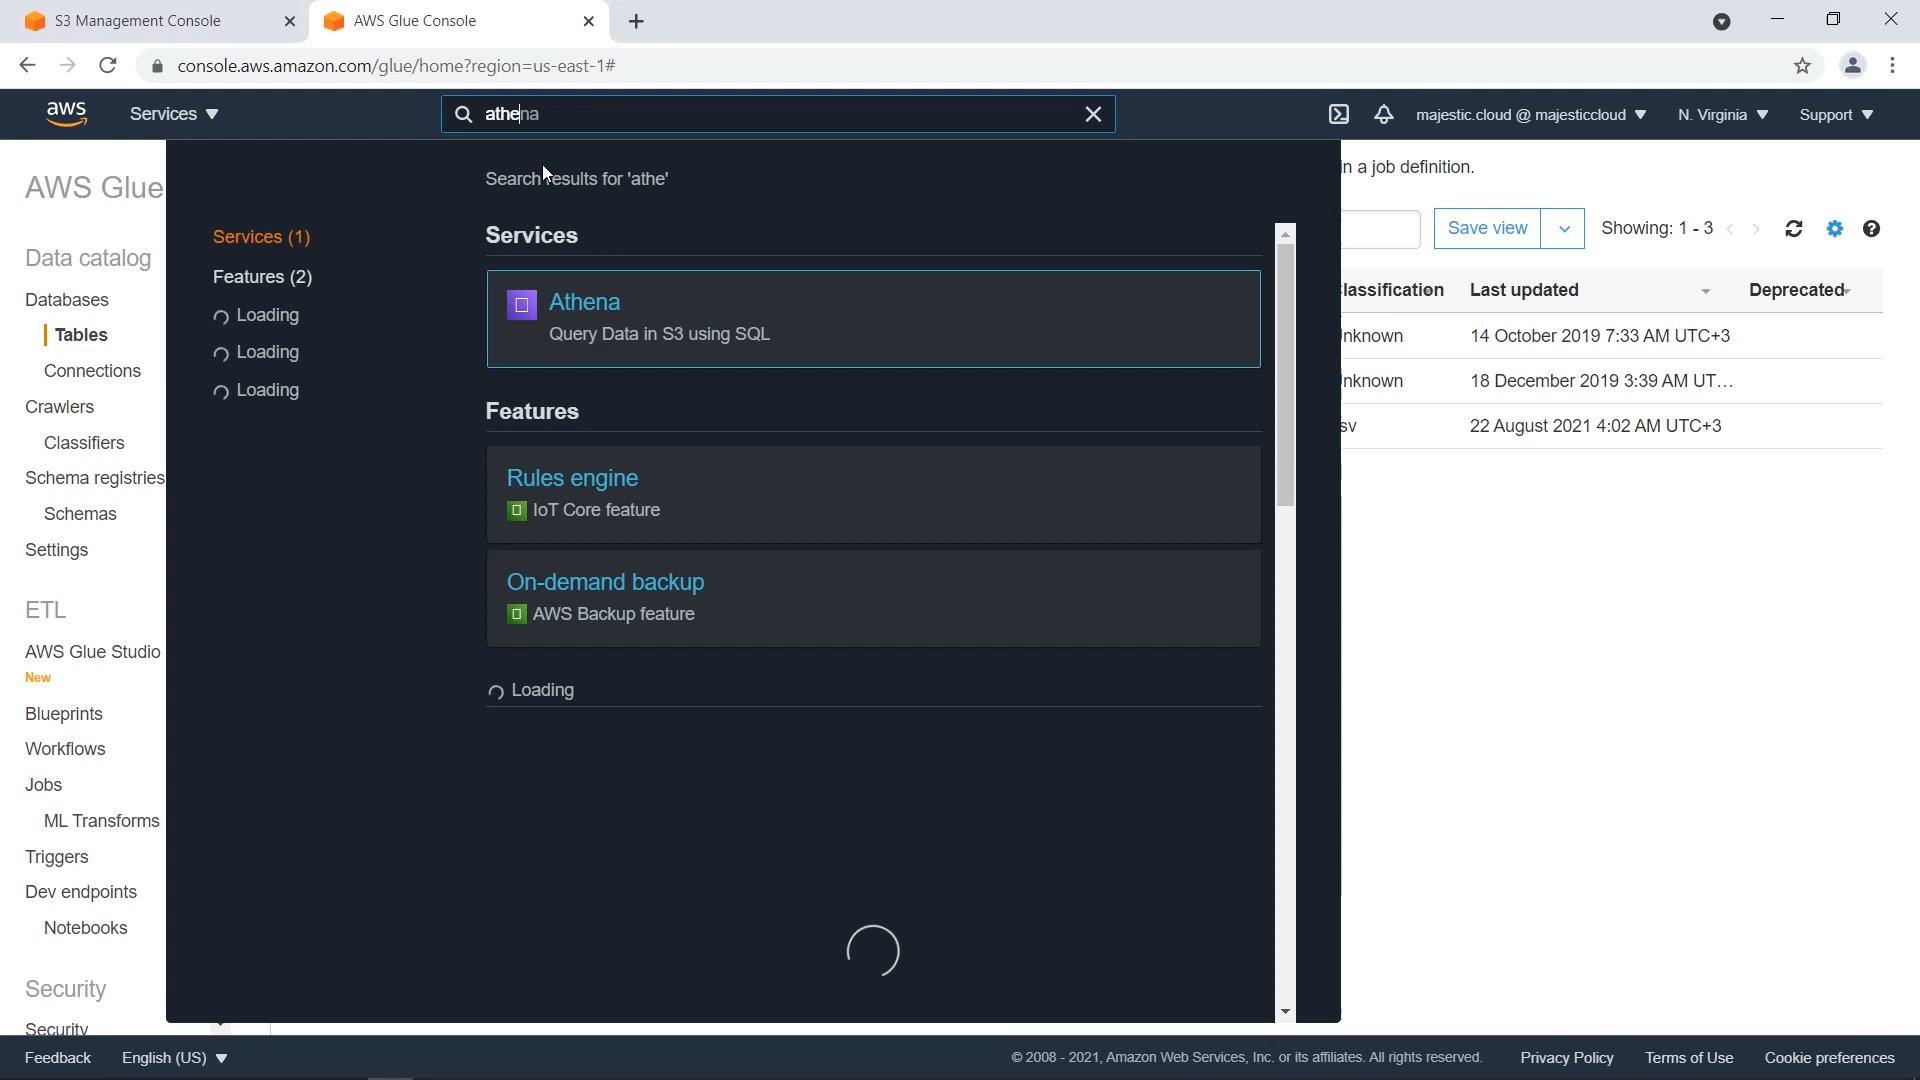 S3 Management Console
AWS Glue Console
console.aws.amazon.com/glue/home?region=us-east-1#
aws
Services
athena
majestic.cloud @ majesticcloud
N. Virginia
Support
AWS Glue
Data catalog
Databases
Tables
Connections
Crawlers
Classifiers
Schema registries
Schemas
Settings
ETL
AWS Glue Studio
New
Blueprints
Workflows
Jobs
ML Transforms
Triggers
Dev endpoints
Notebooks
Security
Security
Search results for 'athe'
Services (1)
Features (2)
Loading
Loading
Loading
Services
Athena
Query Data in S3 using SQL
Features
Rules engine
IoT Core feature
On-demand backup
AWS Backup feature
Loading
in a job definition.
Save view
Showing: 1 - 3
lassification Last updated Deprecated
nknown 14 October 2019 7:33 AM UTC+3
nknown 18 December 2019 3:39 AM UT...
sv 22 August 2021 4:02 AM UTC+3
Feedback
English (US)
© 2008 - 2021, Amazon Web Services, Inc. or its affiliates. All rights reserved.
Privacy Policy
Terms of Use
Cookie preferences